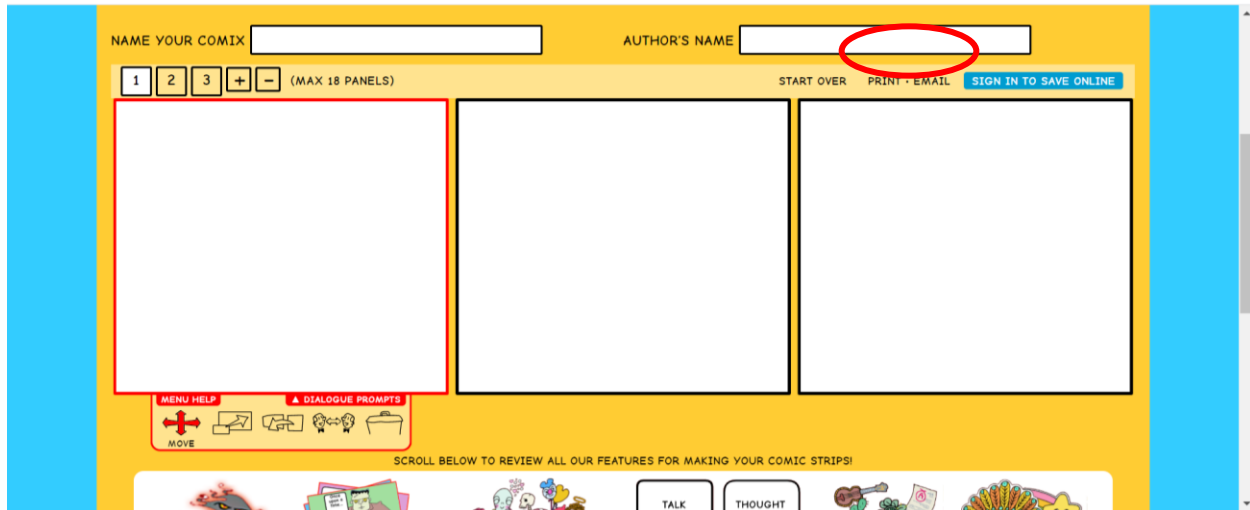 NAME YOUR COMIX AUTHOR'S NAME
1 2 3 + − (MAX 18 PANELS) START OVER PRINT · EMAIL SIGN IN TO SAVE ONLINE
MENU HELP ▲ DIALOGUE PROMPTS
MOVE
SCROLL BELOW TO REVIEW ALL OUR FEATURES FOR MAKING YOUR COMIC STRIPS!
TALK THOUGHT